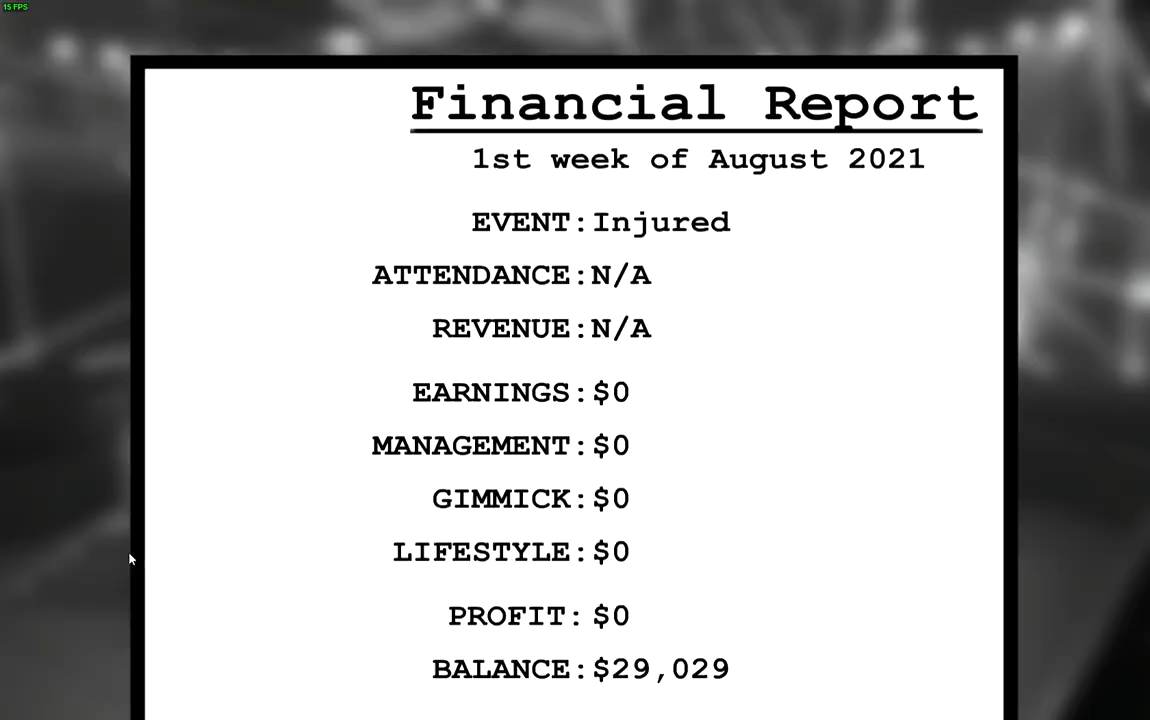 15 FPS
Financial Report
1st week of August 2021
EVENT:Injured
ATTENDANCE:N/A
REVENUE:N/A
EARNINGS:$0
MANAGEMENT:$0
GIMMICK:$0
LIFESTYLE:$0
PROFIT:$0
BALANCE:$29,029